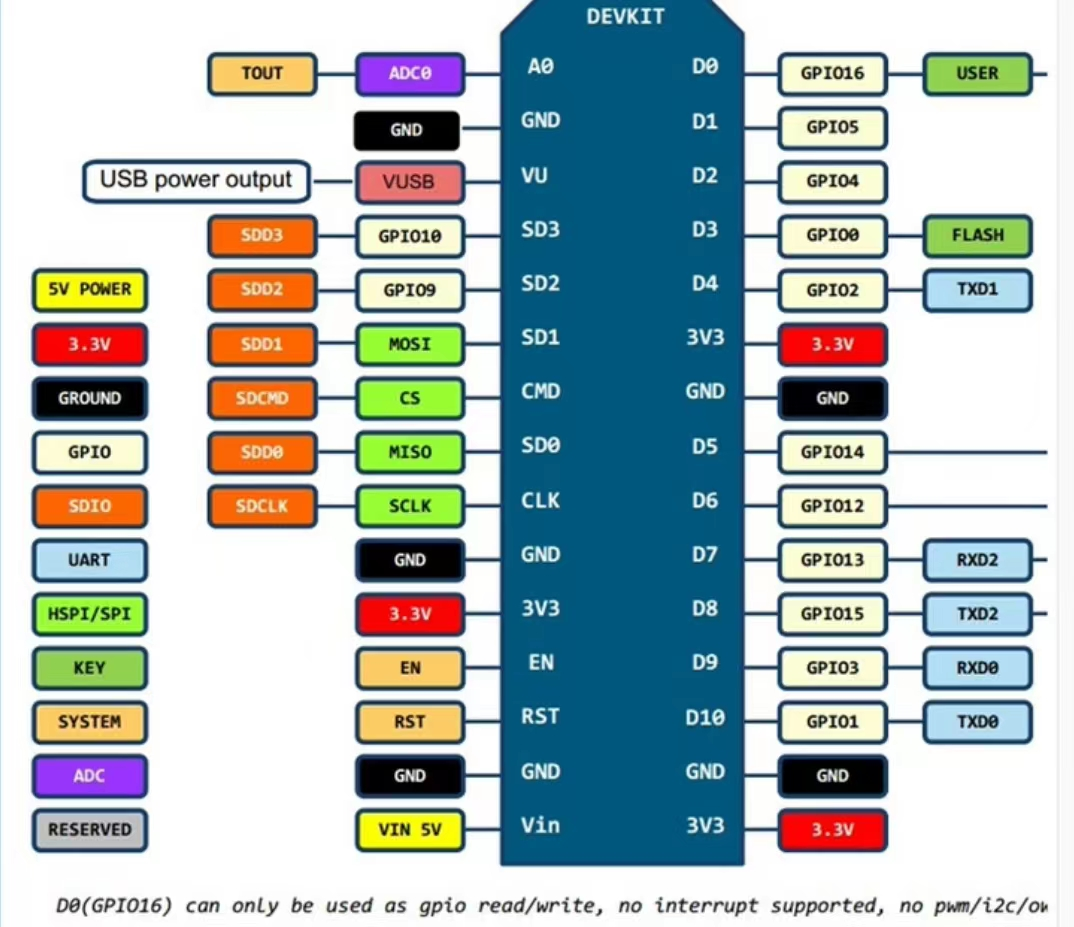 DEVKIT
TOUT ADC0 A0 D0 GPIO16 USER
GND GND D1 GPIO5
USB power output VUSB VU D2 GPIO4
SDD3 GPIO10 SD3 D3 GPIO0 FLASH
5V POWER SDD2 GPIO9 SD2 D4 GPIO2 TXD1
3.3V SDD1 MOSI SD1 3V3 3.3V
GROUND SDCMD CS CMD GND GND
GPIO SDD0 MISO SD0 D5 GPIO14
SDIO SDCLK SCLK CLK D6 GPIO12
UART GND GND D7 GPIO13 RXD2
HSPI/SPI 3.3V 3V3 D8 GPIO15 TXD2
KEY EN EN D9 GPIO3 RXD0
SYSTEM RST RST D10 GPIO1 TXD0
ADC GND GND GND GND
RESERVED VIN 5V Vin 3V3 3.3V
D0(GPIO16) can only be used as gpio read/write, no interrupt supported, no pwm/i2c/